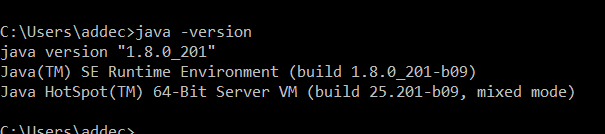 C:\Users\addec>java -version
java version "1.8.0_201"
Java(TM) SE Runtime Environment (build 1.8.0_201-b09)
Java HotSpot(TM) 64-Bit Server VM (build 25.201-b09, mixed mode)
C:\Users\addec>